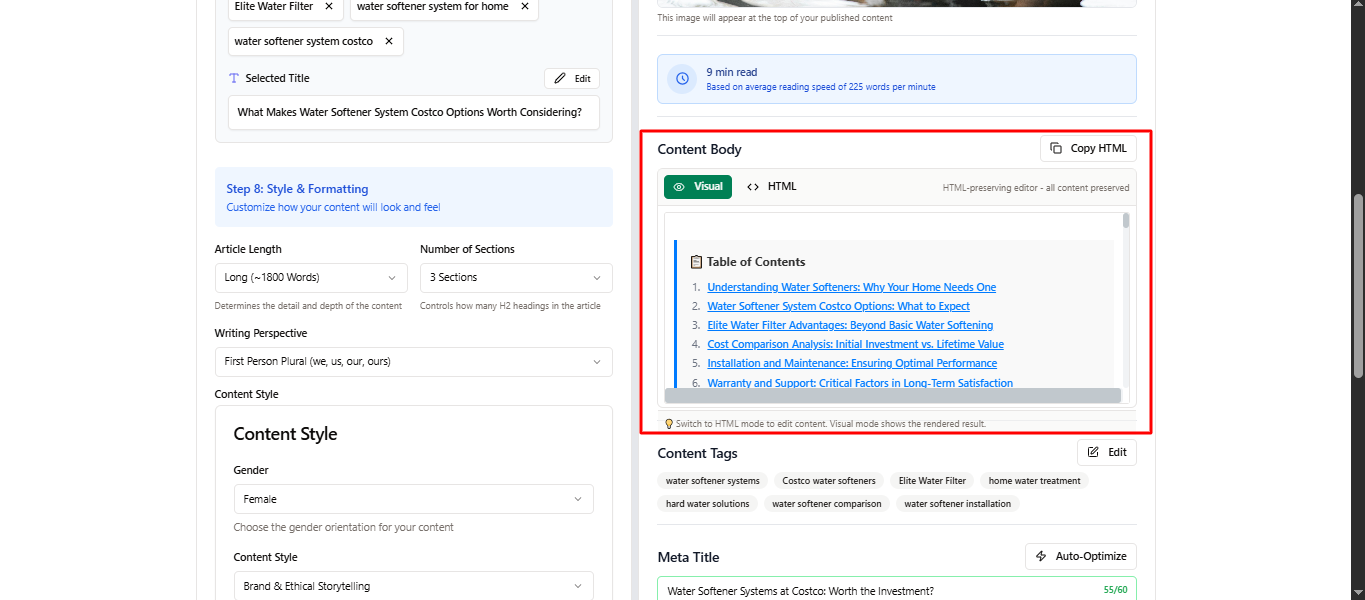 Elite Water Filter ✕ water softener system for home ✕
water softener system costco ✕
Selected Title
Edit
What Makes Water Softener System Costco Options Worth Considering?
Step 8: Style & Formatting
Customize how your content will look and feel
Article Length
Number of Sections
Long (~1800 Words)
3 Sections
Determines the detail and depth of the content
Controls how many H2 headings in the article
Writing Perspective
First Person Plural (we, us, our, ours)
Content Style
Content Style
Gender
Female
Choose the gender orientation for your content
Content Style
Brand & Ethical Storytelling
This image will appear at the top of your published content
9 min read
Based on average reading speed of 225 words per minute
Content Body
Copy HTML
Visual
<> HTML
HTML-preserving editor - all content preserved
📋 Table of Contents
1. Understanding Water Softeners: Why Your Home Needs One
2. Water Softener System Costco Options: What to Expect
3. Elite Water Filter Advantages: Beyond Basic Water Softening
4. Cost Comparison Analysis: Initial Investment vs. Lifetime Value
5. Installation and Maintenance: Ensuring Optimal Performance
6. Warranty and Support: Critical Factors in Long-Term Satisfaction
💡 Switch to HTML mode to edit content. Visual mode shows the rendered result.
Content Tags
Edit
water softener systems Costco water softeners Elite Water Filter home water treatment
hard water solutions water softener comparison water softener installation
Meta Title
Auto-Optimize
Water Softener Systems at Costco: Worth the Investment?
55/60